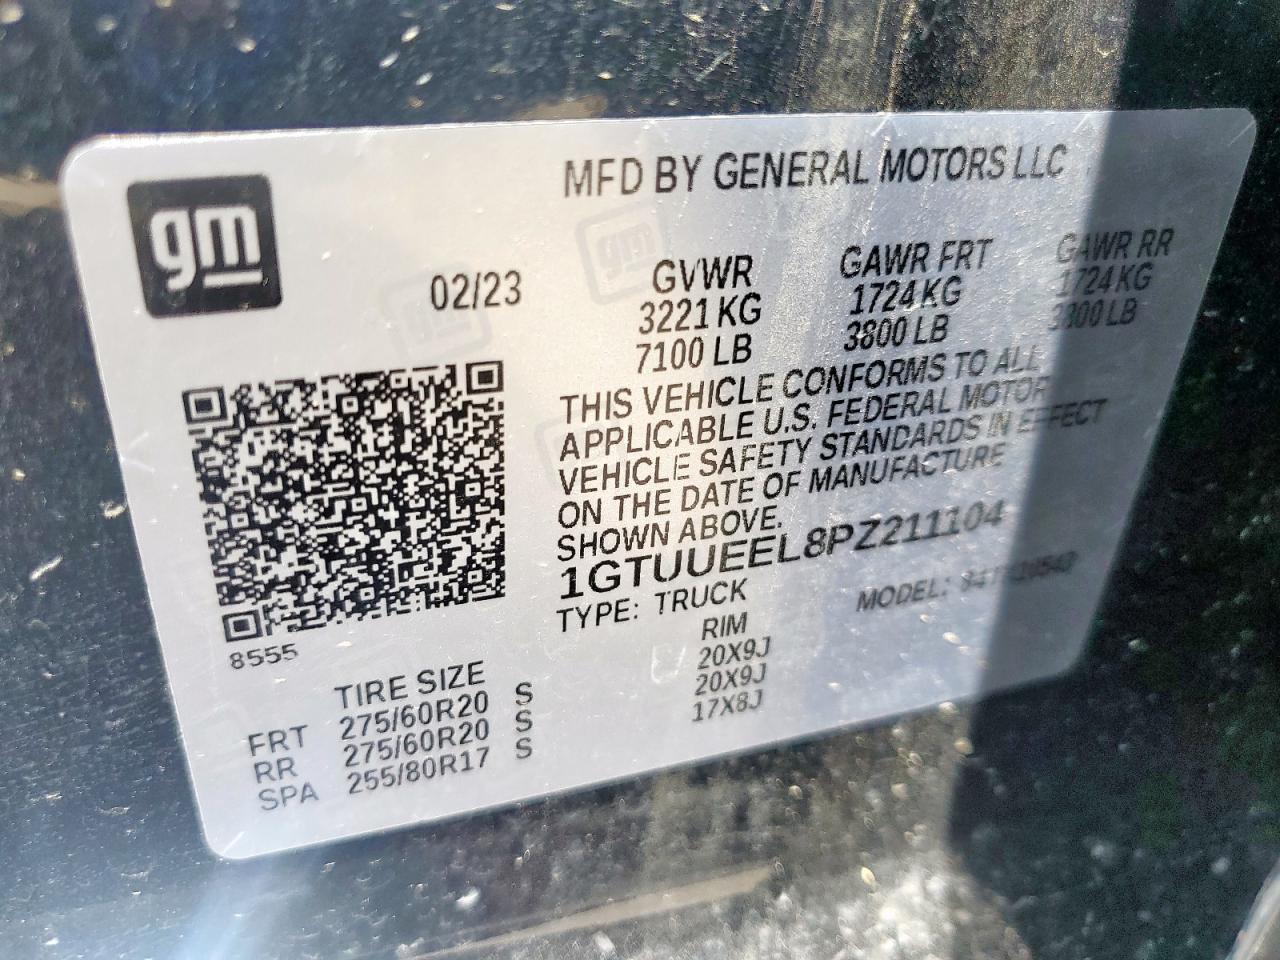 gm
MFD BY GENERAL MOTORS LLC
02/23
GVWR GAWR FRT GAWR RR
3221 KG 1724 KG 1724 KG
7100 LB 3800 LB 3800 LB
THIS VEHICLE CONFORMS TO ALL
APPLICABLE U.S. FEDERAL MOTOR
VEHICLE SAFETY STANDARDS IN EFFECT
ON THE DATE OF MANUFACTURE
SHOWN ABOVE.
1GTUUEEL8PZ211104
TYPE: TRUCK MODEL:
8555
TIRE SIZE RIM
FRT 275/60R20 S 20X9J
RR 275/60R20 S 20X9J
SPA 255/80R17 S 17X8J